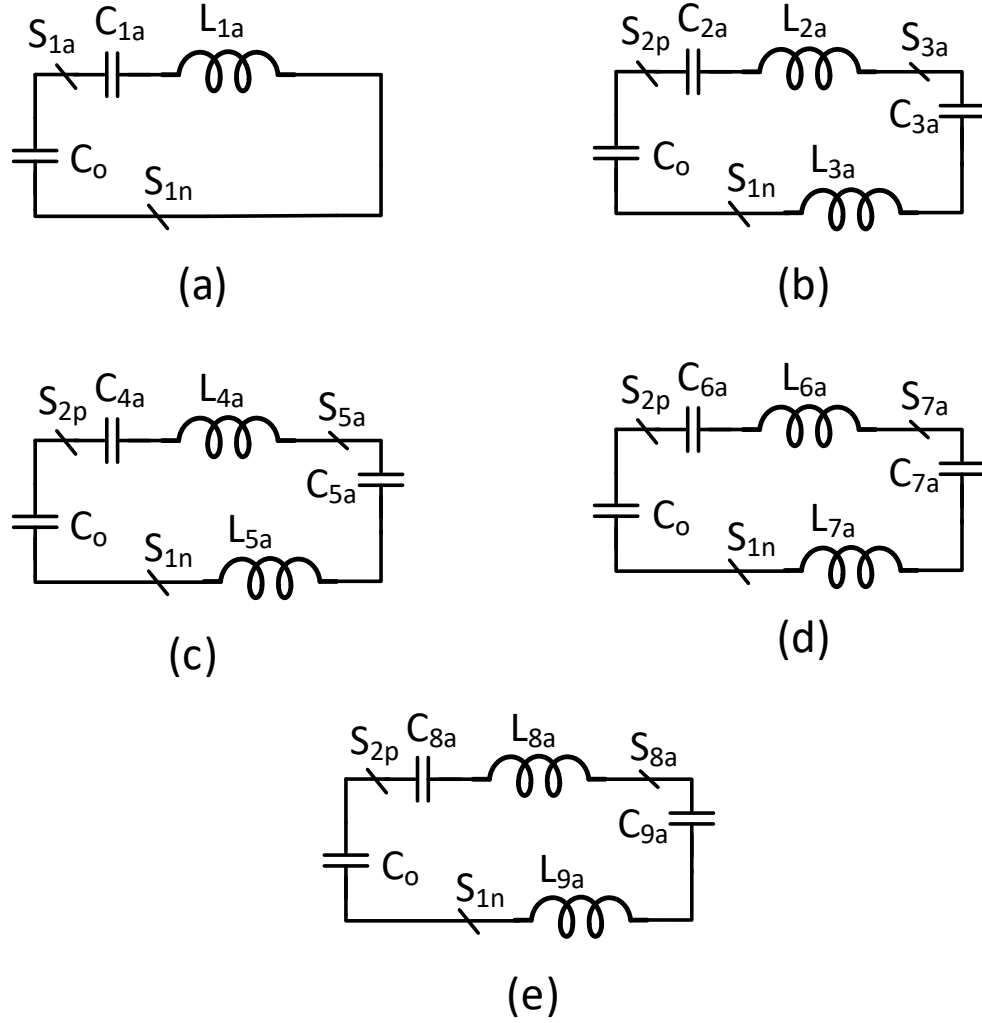 S1a C1a L1a
Co
S1n
(a)
S2p C2a L2a S3a
C3a
Co
S1n L3a
(b)
S2p C4a L4a S5a
C5a
Co
S1n L5a
(c)
S2p C6a L6a S7a
C7a
Co
S1n L7a
(d)
S2p C8a L8a S8a
C9a
Co
S1n L9a
(e)